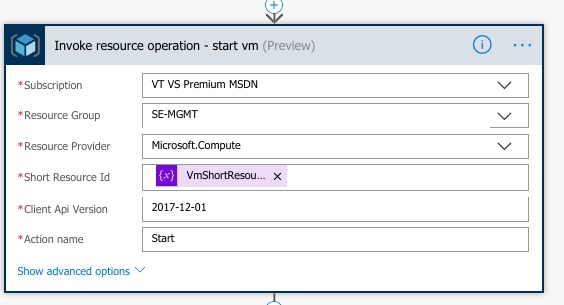 Invoke resource operation - start vm (Preview)
*Subscription VT VS Premium MSDN
*Resource Group SE-MGMT
*Resource Provider Microsoft.Compute
*Short Resource Id {x} VmShortResou... ×
*Client Api Version 2017-12-01
*Action name Start
Show advanced options